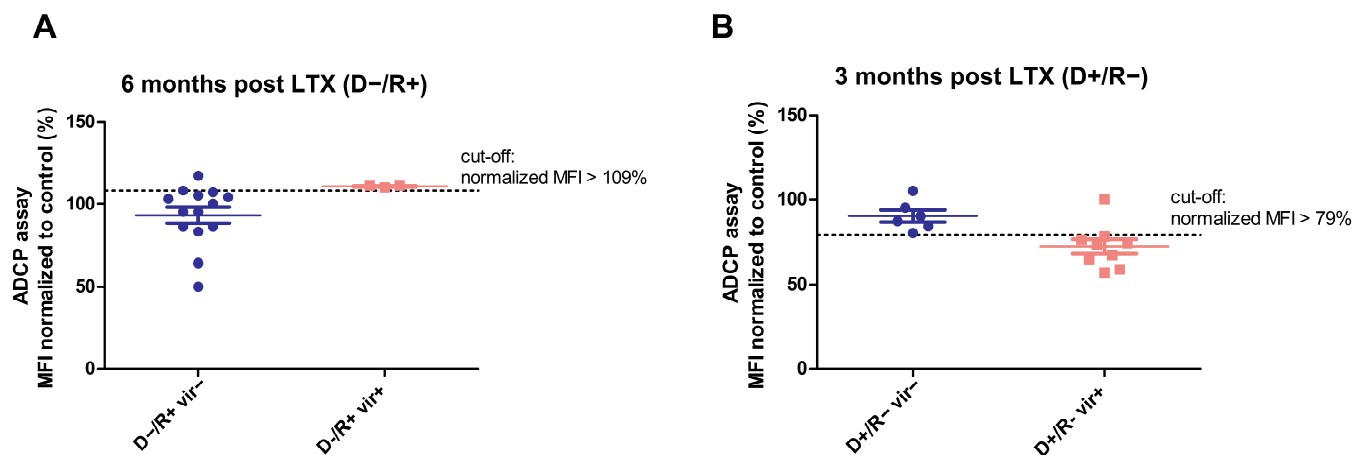 A
6 months post LTX (D−/R+)
ADCP assay
MFI normalized to control (%)
150
100
50
0
cut-off:
normalized MFI > 109%
D−/R+ vir−
D-/R+ vir+
B
3 months post LTX (D+/R−)
ADCP assay
MFI normalized to control (%)
150
100
50
0
cut-off:
normalized MFI > 79%
D+/R− vir−
D+/R- vir+